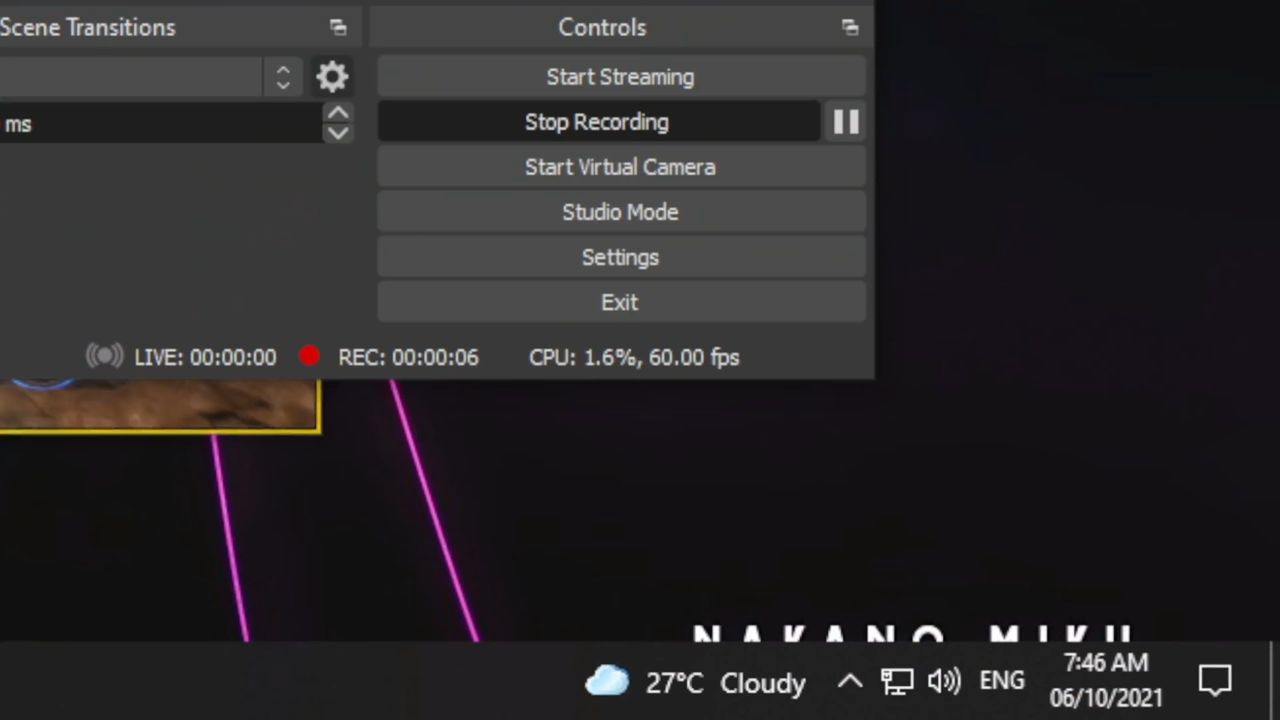 Scene Transitions
Controls
Start Streaming
ms
Stop Recording
Start Virtual Camera
Studio Mode
Settings
Exit
LIVE: 00:00:00 REC: 00:00:06 CPU: 1.6%, 60.00 fps
NAKANO MIKU
27°C Cloudy ENG
7:46 AM
06/10/2021